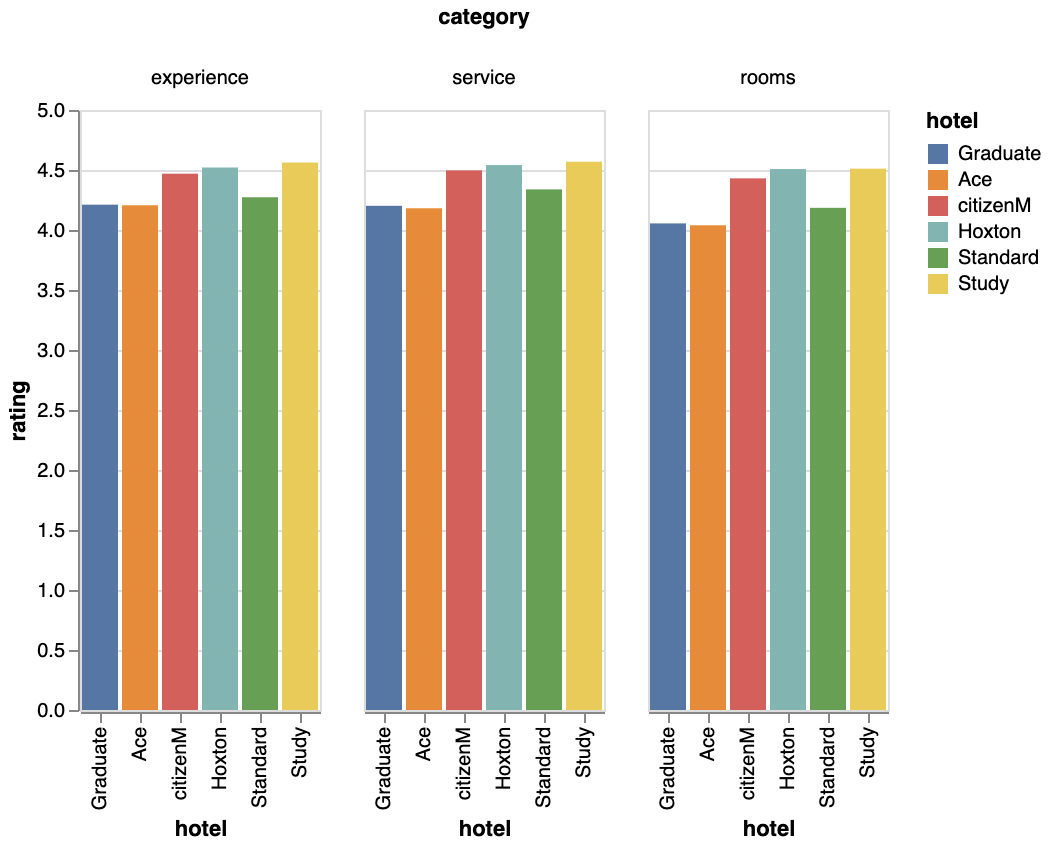 category
experience
service
rooms
rating
5.0
4.5
4.0
3.5
3.0
2.5
2.0
1.5
1.0
0.5
0.0
Graduate
Ace
citizenM
Hoxton
Standard
Study
hotel
Graduate
Ace
citizenM
Hoxton
Standard
Study
hotel
Graduate
Ace
citizenM
Hoxton
Standard
Study
hotel
hotel
Graduate
Ace
citizenM
Hoxton
Standard
Study